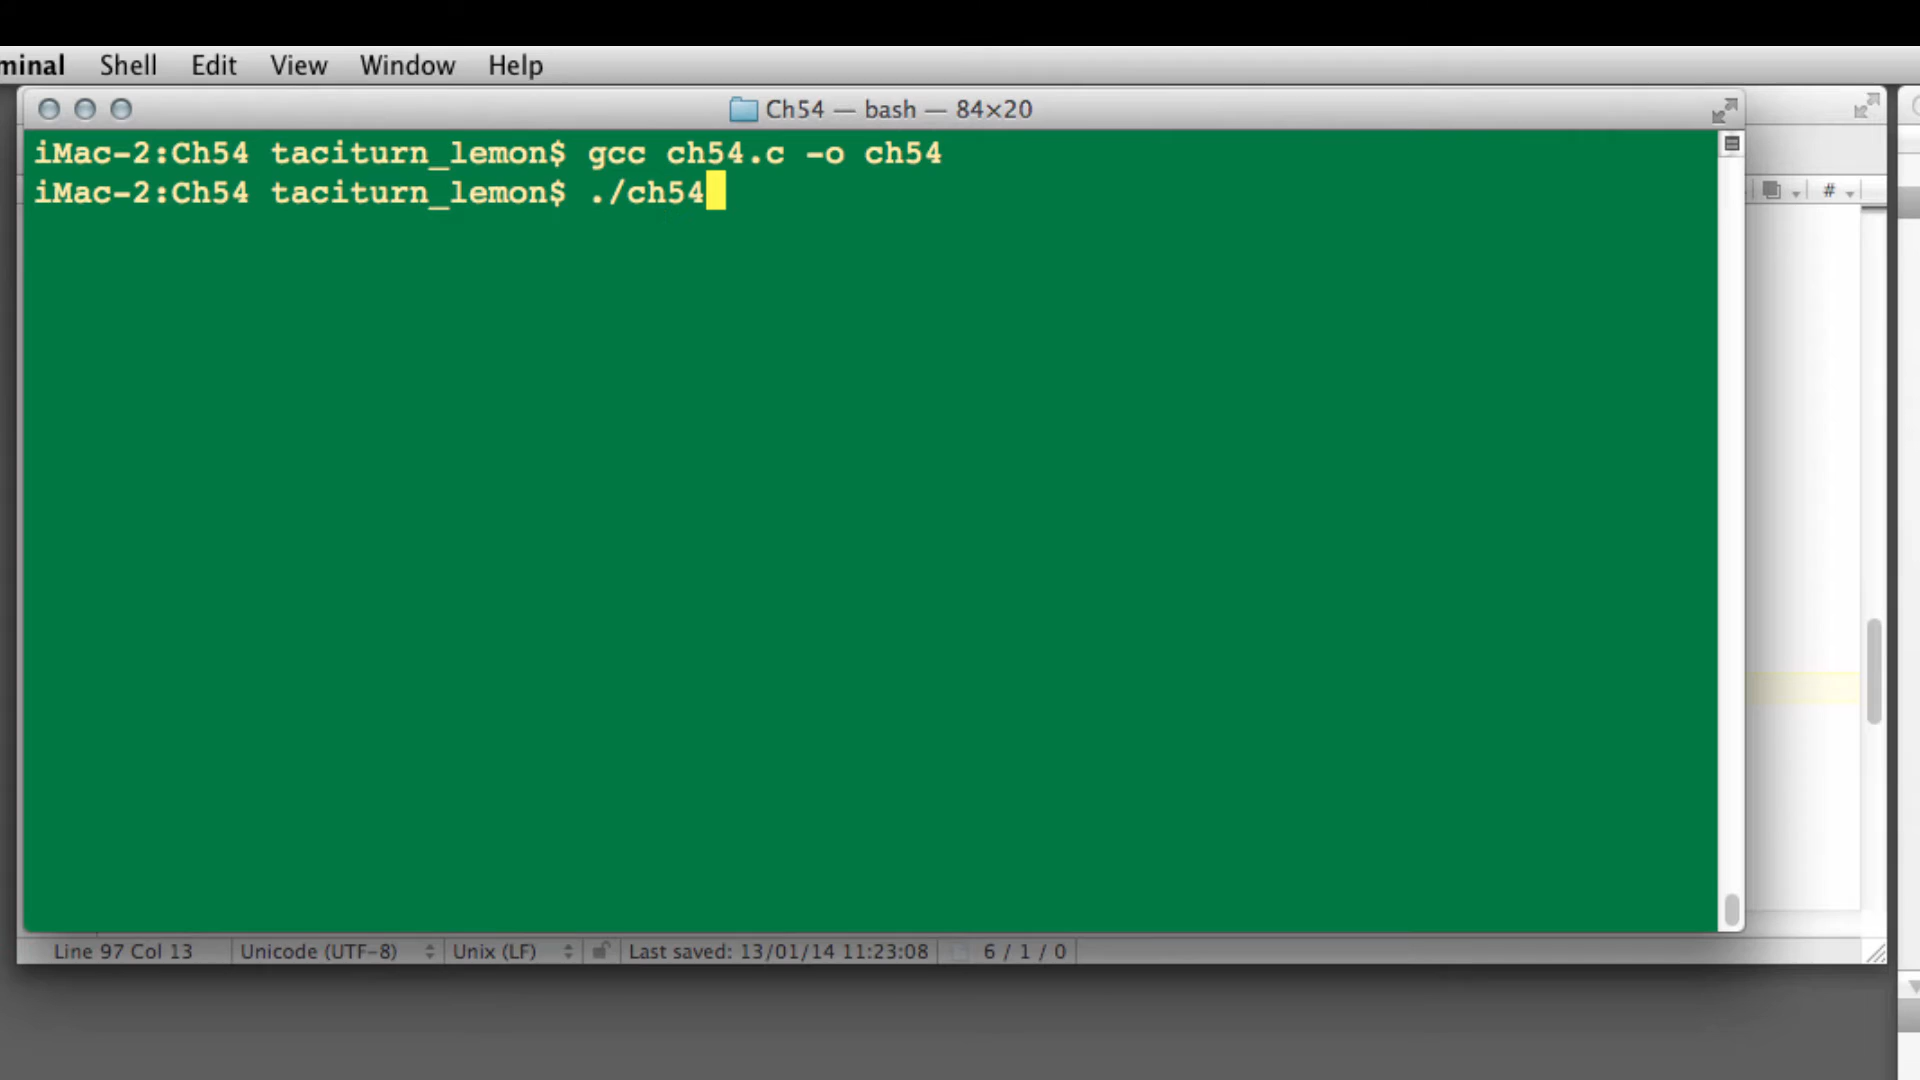 minal Shell Edit View Window Help
Ch54 — bash — 84×20
iMac-2:Ch54 taciturn_lemon$ gcc ch54.c -o ch54
iMac-2:Ch54 taciturn_lemon$ ./ch54
#
Line 97 Col 13 Unicode (UTF-8) Unix (LF) Last saved: 13/01/14 11:23:08 6 / 1 / 0